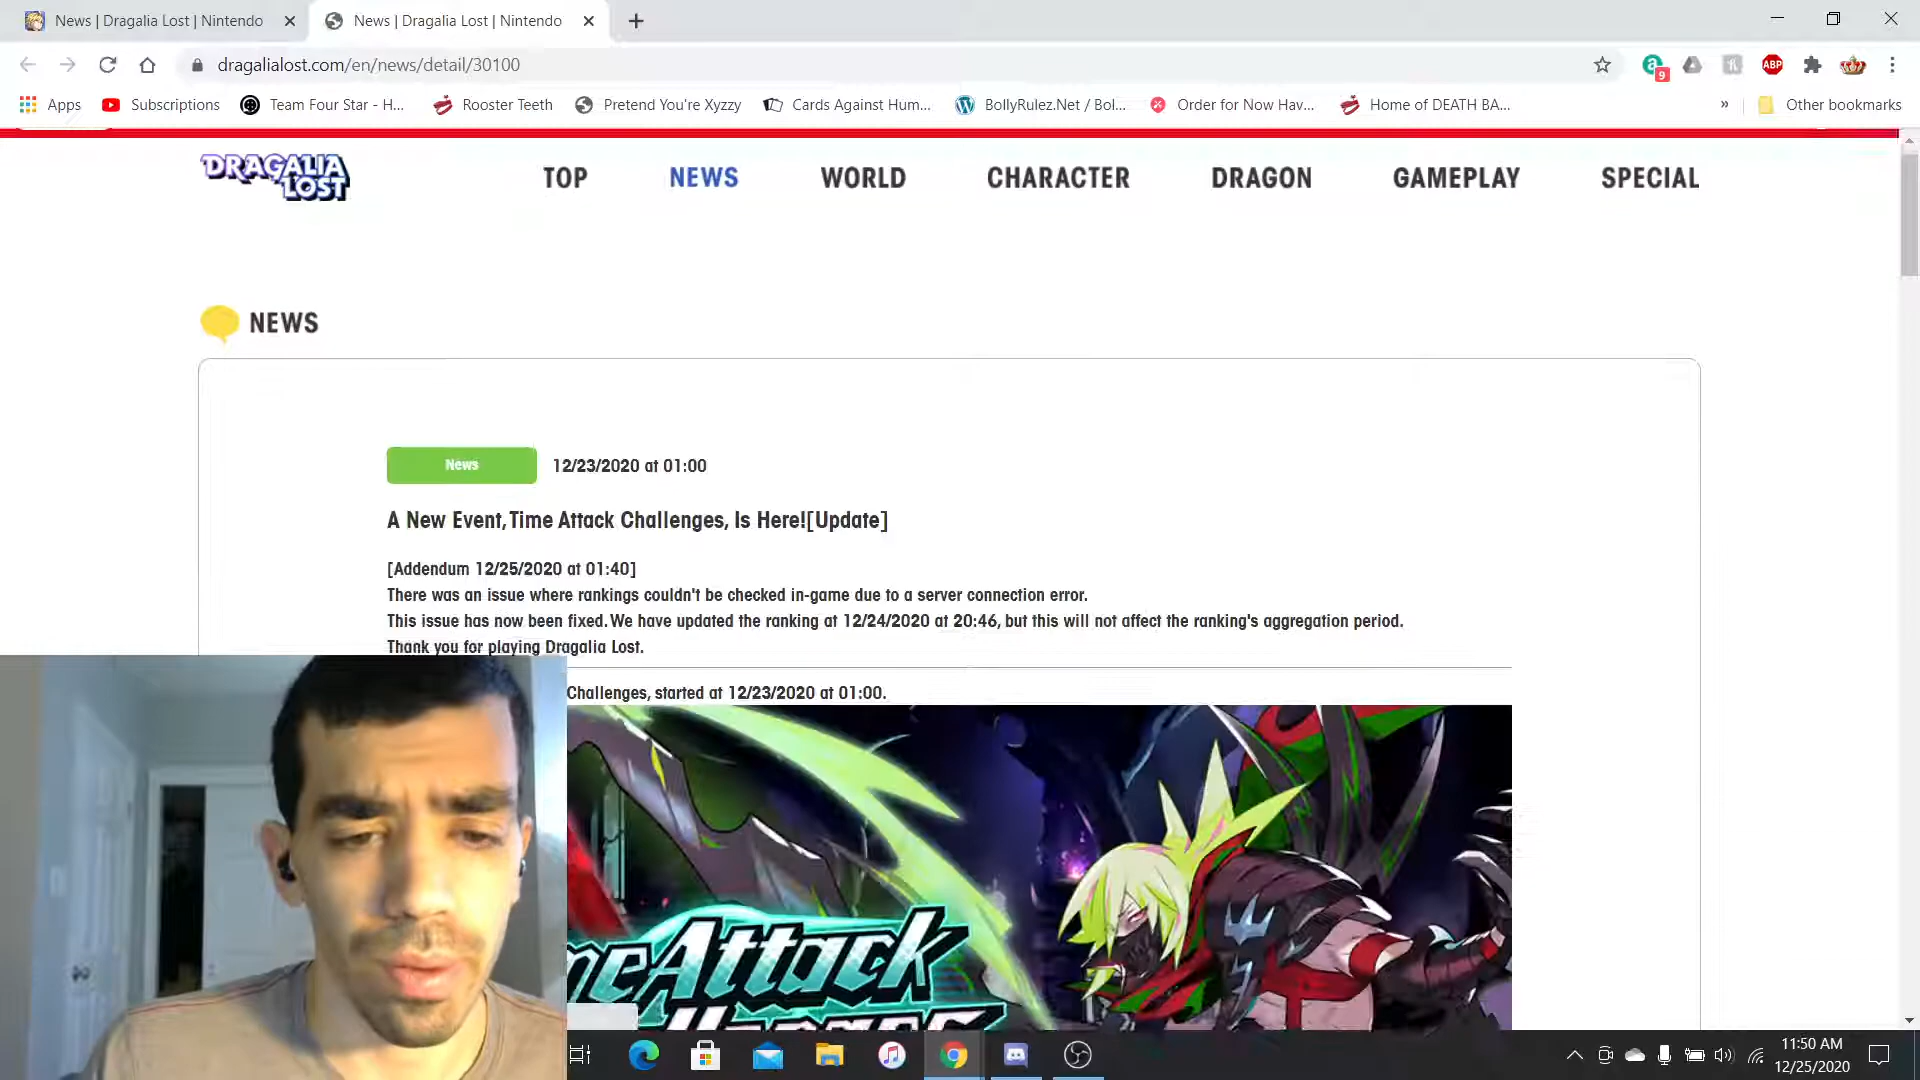 News | Dragalia Lost | Nintendo
News | Dragalia Lost | Nintendo
dragalialost.com/en/news/detail/30100
9
ABP
Apps
Subscriptions
Team Four Star - H...
Rooster Teeth
Pretend You're Xyzzy
Cards Against Hum...
BollyRulez.Net / Bol...
Order for Now Hav...
Home of DEATH BA...
»
Other bookmarks
DRAGALIA
LOST
TOP
NEWS
WORLD
CHARACTER
DRAGON
GAMEPLAY
SPECIAL
NEWS
News
12/23/2020 at 01:00
A New Event, Time Attack Challenges, Is Here![Update]
[Addendum 12/25/2020 at 01:40]
There was an issue where rankings couldn't be checked in-game due to a server connection error.
This issue has now been fixed. We have updated the ranking at 12/24/2020 at 20:46, but this will not affect the ranking's aggregation period.
Thank you for playing Dragalia Lost.
Challenges, started at 12/23/2020 at 01:00.
Attack
11:50 AM
12/25/2020